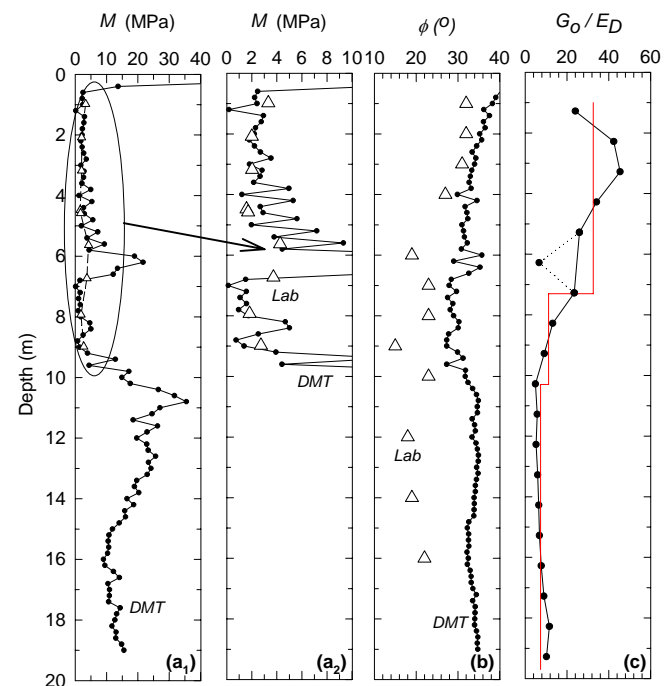 M (MPa)
M (MPa)
ϕ (o)
Go / ED
0 10 20 30 40
0 2 4 6 8 10
10 20 30 40
0 20 40 60
0
2
4
6
8
10
12
14
16
18
20
Depth (m)
Lab
DMT
Lab
DMT
DMT
(a1)
(a2)
(b)
(c)